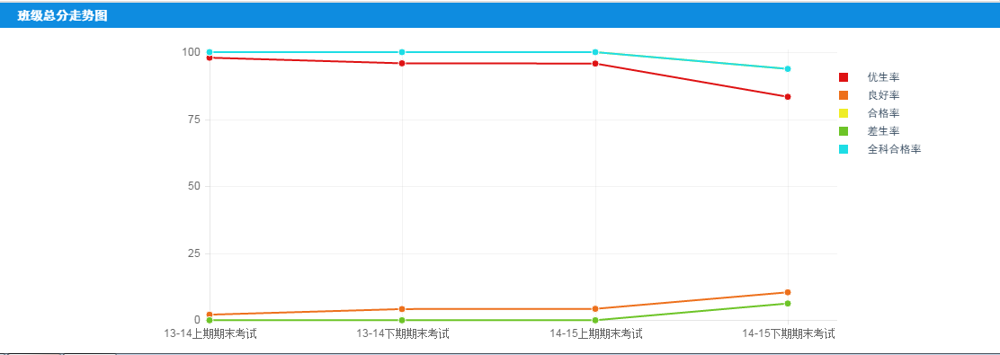 班级总分走势图
100
75
50
25
0
13-14上期期末考试 13-14下期期末考试 14-15上期期末考试 14-15下期期末考试
优生率
良好率
合格率
差生率
全科合格率